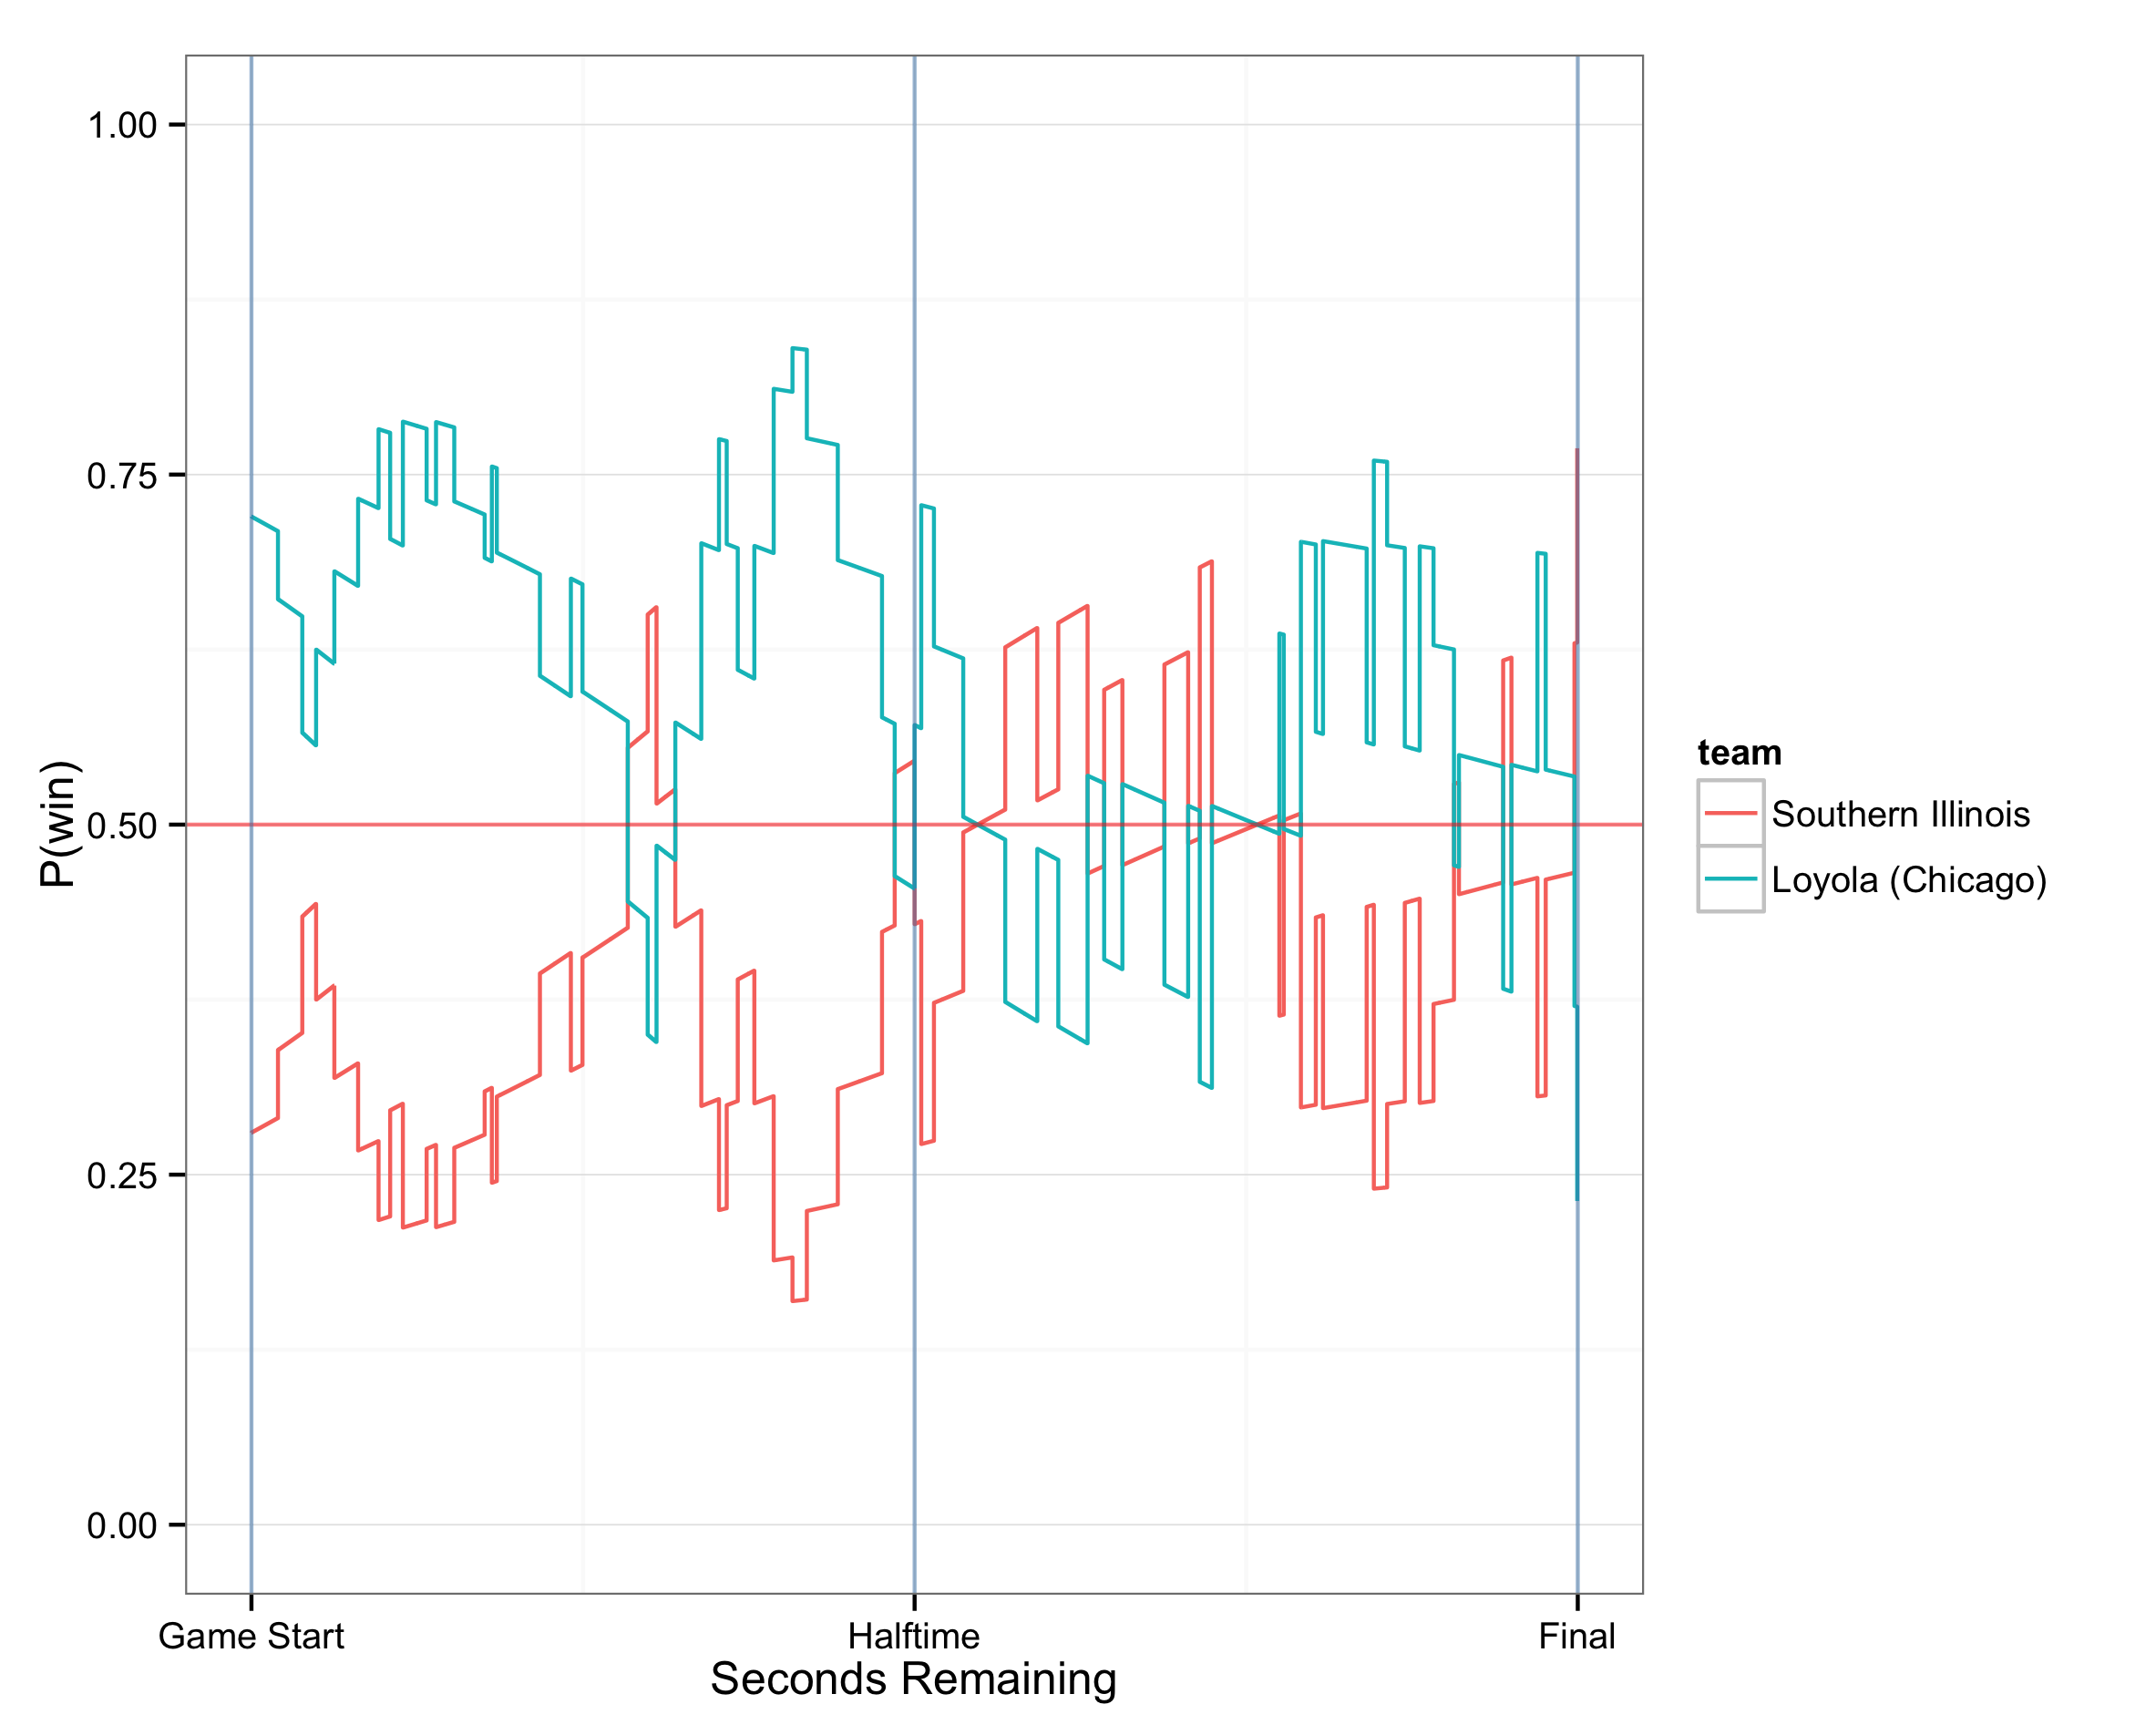 1.00
0.75
0.50
0.25
0.00
P(win)
Game Start
Halftime
Final
Seconds Remaining
team
Southern Illinois
Loyola (Chicago)